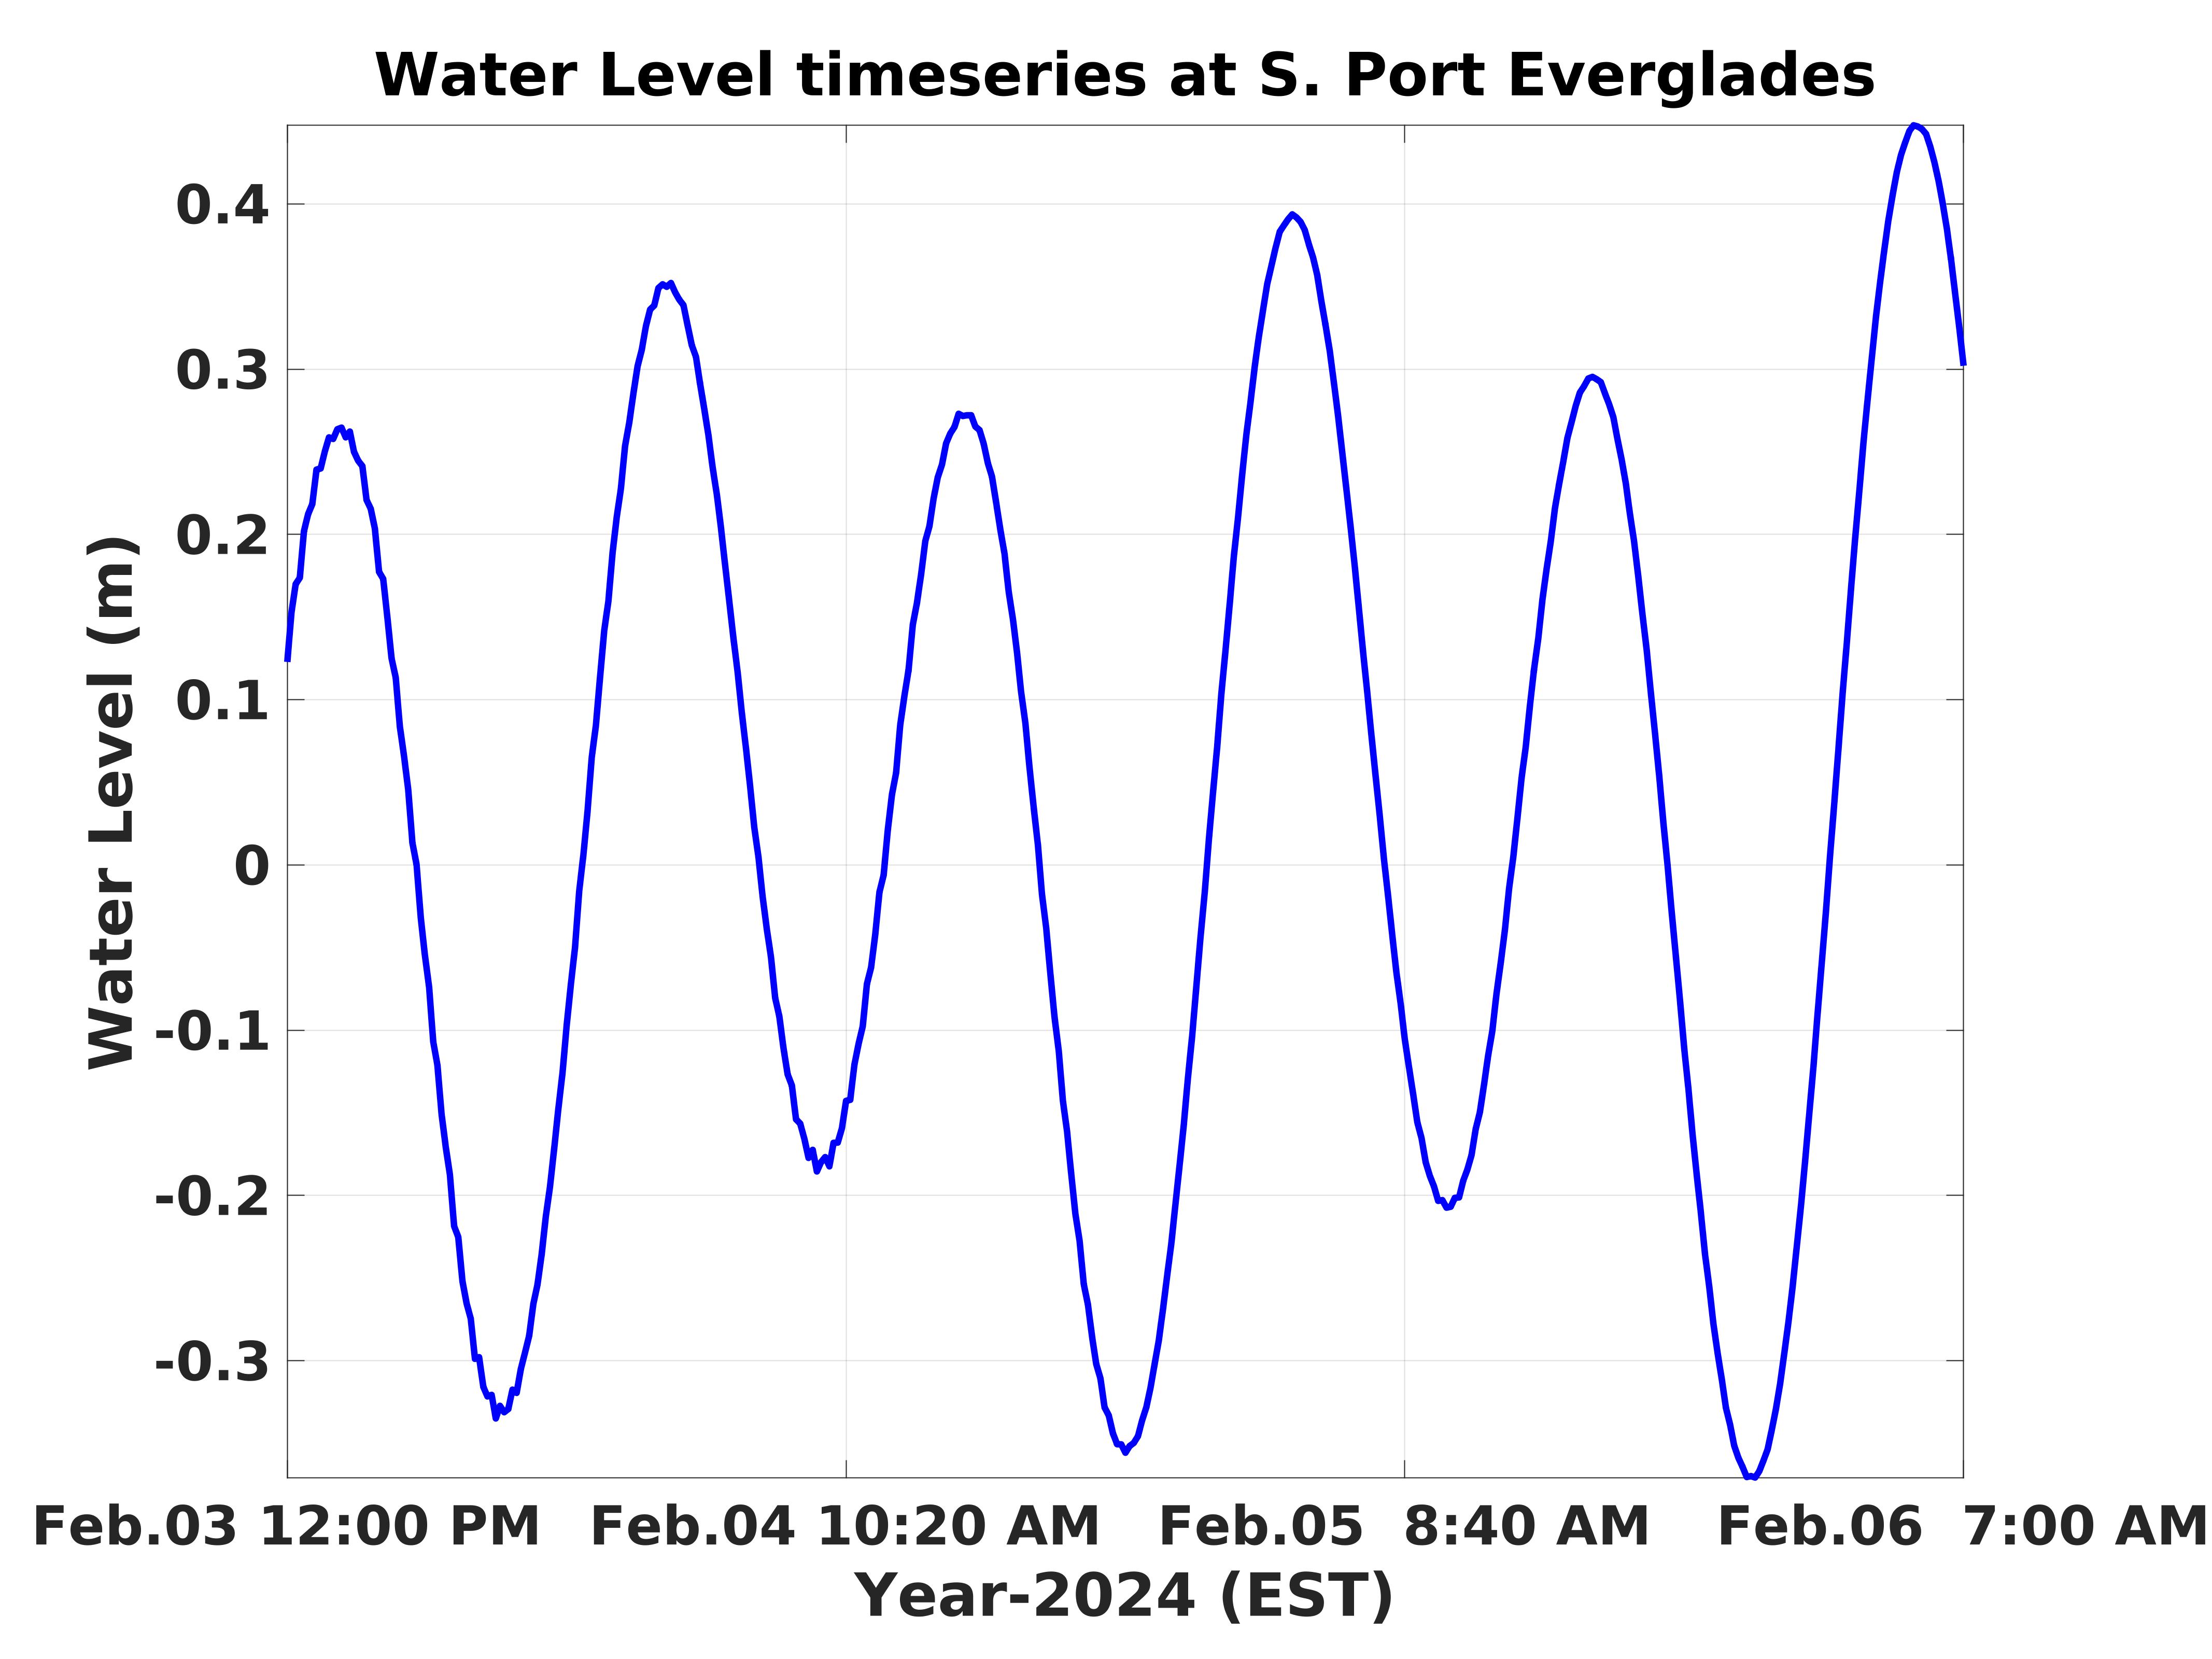 Water Level timeseries at S. Port Everglades
0.4
0.3
0.2
0.1
0
-0.1
-0.2
-0.3
Water Level (m)
Feb.03 12:00 PM Feb.04 10:20 AM Feb.05 8:40 AM Feb.06 7:00 AM
Year-2024 (EST)